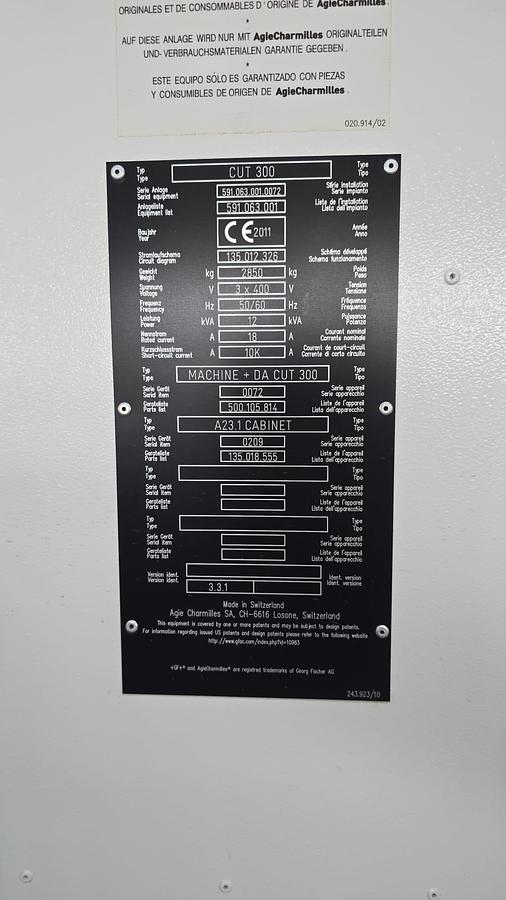 ORIGINALES ET DE CONSOMMABLES D'ORIGINE DE AgieCharmilles.
*
AUF DIESE ANLAGE WIRD NUR MIT AgieCharmilles ORIGINALTEILEN
UND-VERBRAUCHSMATERIALEN GARANTIE GEGEBEN.
*
ESTE EQUIPO SÓLO ES GARANTIZADO CON PIEZAS
Y CONSUMIBLES DE ORIGEN DE AgieCharmilles.
020.914/02
Typ CUT 300 Type
Type Tipo
Serie Anlage 591.063.001.0072 Série installation
Serial equipment Serie impianto
Anlageliste 591.063.001 Liste de l'installation
Equipment list Lista dell'impianto
Baujahr CE 2011 Année
Year Anno
Stromlaufschema 135.012.326 Schéma développé
Circuit diagram Schema funzionamento
Gewicht kg 2850 kg Poids
Weight Peso
Spannung V 3 x 400 V Tension
Voltage Tensione
Frequenz Hz 50/60 Hz Fréquence
Frequency Frequenza
Leistung kVA 12 kVA Puissance
Power Potenza
Nennstrom A 18 A Courant nominal
Rated current Corrente nominale
Kurzschlussstrom A 10K A Courant de court-circuit
Short-circuit current Corrente di corto circuito
Typ MACHINE + DA CUT 300 Type
Type Tipo
Serie Gerät 0072 Serie appareil
Serial item Serie apparecchio
Geräteliste 500.105.814 Liste de l'appareil
Parts list Lista dell'apparecchio
Typ A23.1 CABINET Type
Type Tipo
Serie Gerät 0209 Serie appareil
Serial item Serie apparecchio
Geräteliste 135.018.555 Liste de l'appareil
Parts list Lista dell'apparecchio
Typ Type
Type Tipo
Serie Gerät Serie appareil
Serial item Serie apparecchio
Geräteliste Liste de l'appareil
Parts list Lista dell'apparecchio
Typ Type
Type Tipo
Serie Gerät Serie appareil
Serial item Serie apparecchio
Geräteliste Liste de l'appareil
Parts list Lista dell'apparecchio
Version ident. Ident. version
Version ident. 3.3.1 Ident. versione
Made in Switzerland
Agie Charmilles SA, CH-6616 Losone, Switzerland
This equipment is covered by one or more patents and may be subject to design patents.
For information regarding issued US patents and design patents please refer to the following website
http://www.gfac.com/index.php?id=10983
+GF+® and AgieCharmilles® are registred trademarks of Georg Fischer AG
243.923/10